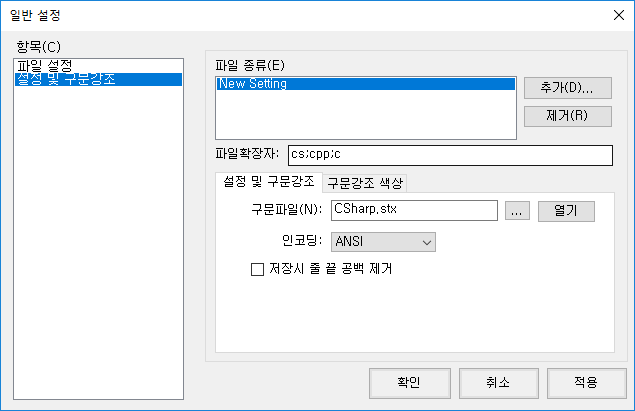 일반 설정
항목(C)
파일 설정
설정 및 구문강조
파일 종류(E)
New Setting
추가(D)...
제거(R)
파일확장자: cs;cpp;c
설정 및 구문강조 구문강조 색상
구문파일(N): CSharp.stx ... 열기
인코딩: ANSI
저장시 줄 끝 공백 제거
확인 취소 적용